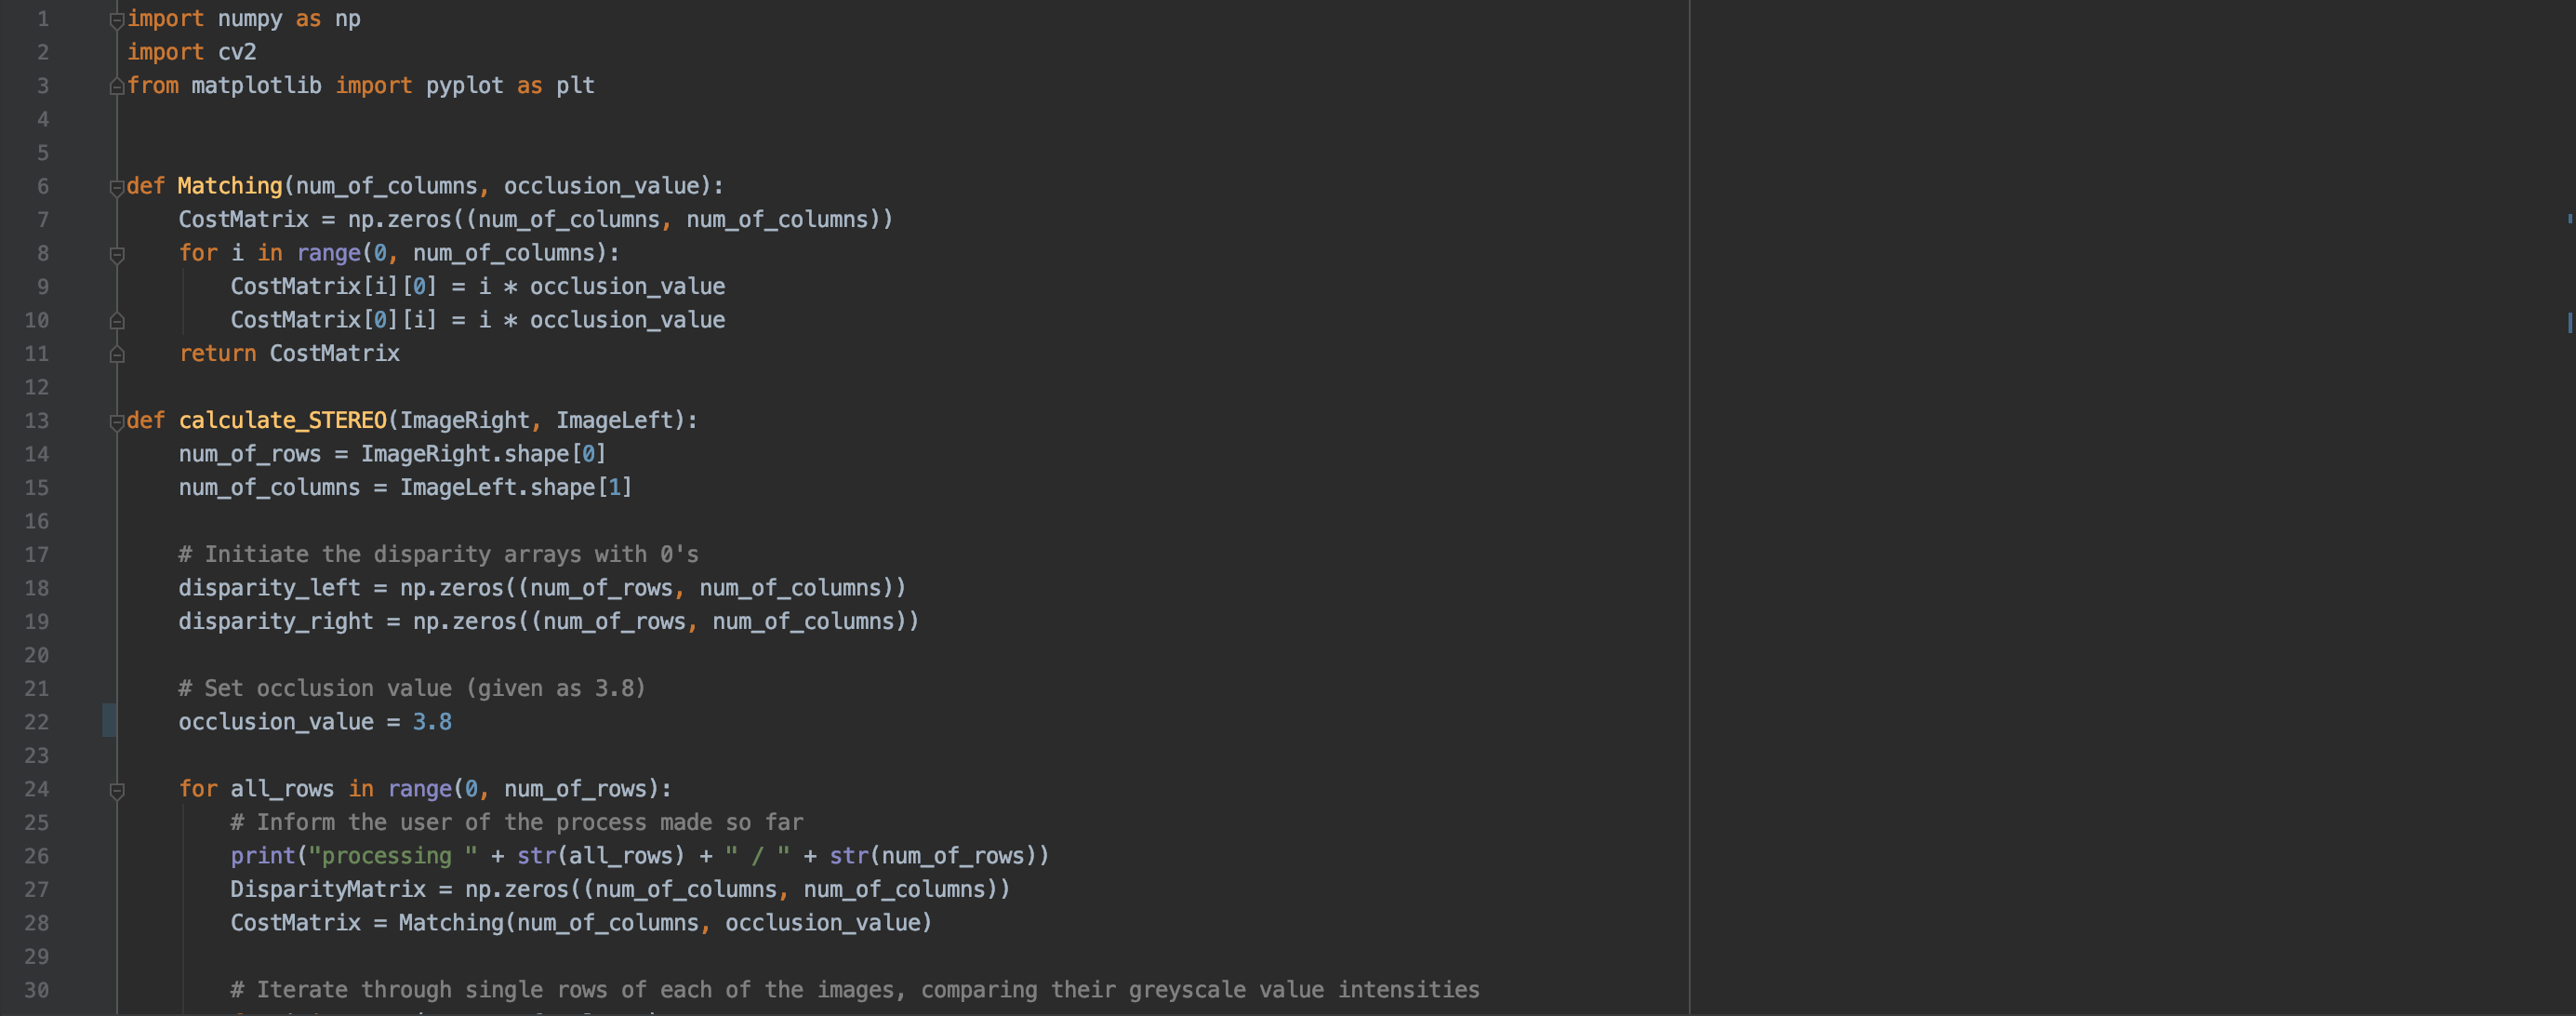 1 import numpy as np
2 import cv2
3 from matplotlib import pyplot as plt
4
5
6 def Matching(num_of_columns, occlusion_value):
7     CostMatrix = np.zeros((num_of_columns, num_of_columns))
8     for i in range(0, num_of_columns):
9         CostMatrix[i][0] = i * occlusion_value
10         CostMatrix[0][i] = i * occlusion_value
11     return CostMatrix
12
13 def calculate_STEREO(ImageRight, ImageLeft):
14     num_of_rows = ImageRight.shape[0]
15     num_of_columns = ImageLeft.shape[1]
16
17     # Initiate the disparity arrays with 0's
18     disparity_left = np.zeros((num_of_rows, num_of_columns))
19     disparity_right = np.zeros((num_of_rows, num_of_columns))
20
21     # Set occlusion value (given as 3.8)
22     occlusion_value = 3.8
23
24     for all_rows in range(0, num_of_rows):
25         # Inform the user of the process made so far
26         print("processing " + str(all_rows) + " / " + str(num_of_rows))
27         DisparityMatrix = np.zeros((num_of_columns, num_of_columns))
28         CostMatrix = Matching(num_of_columns, occlusion_value)
29
30         # Iterate through single rows of each of the images, comparing their greyscale value intensities